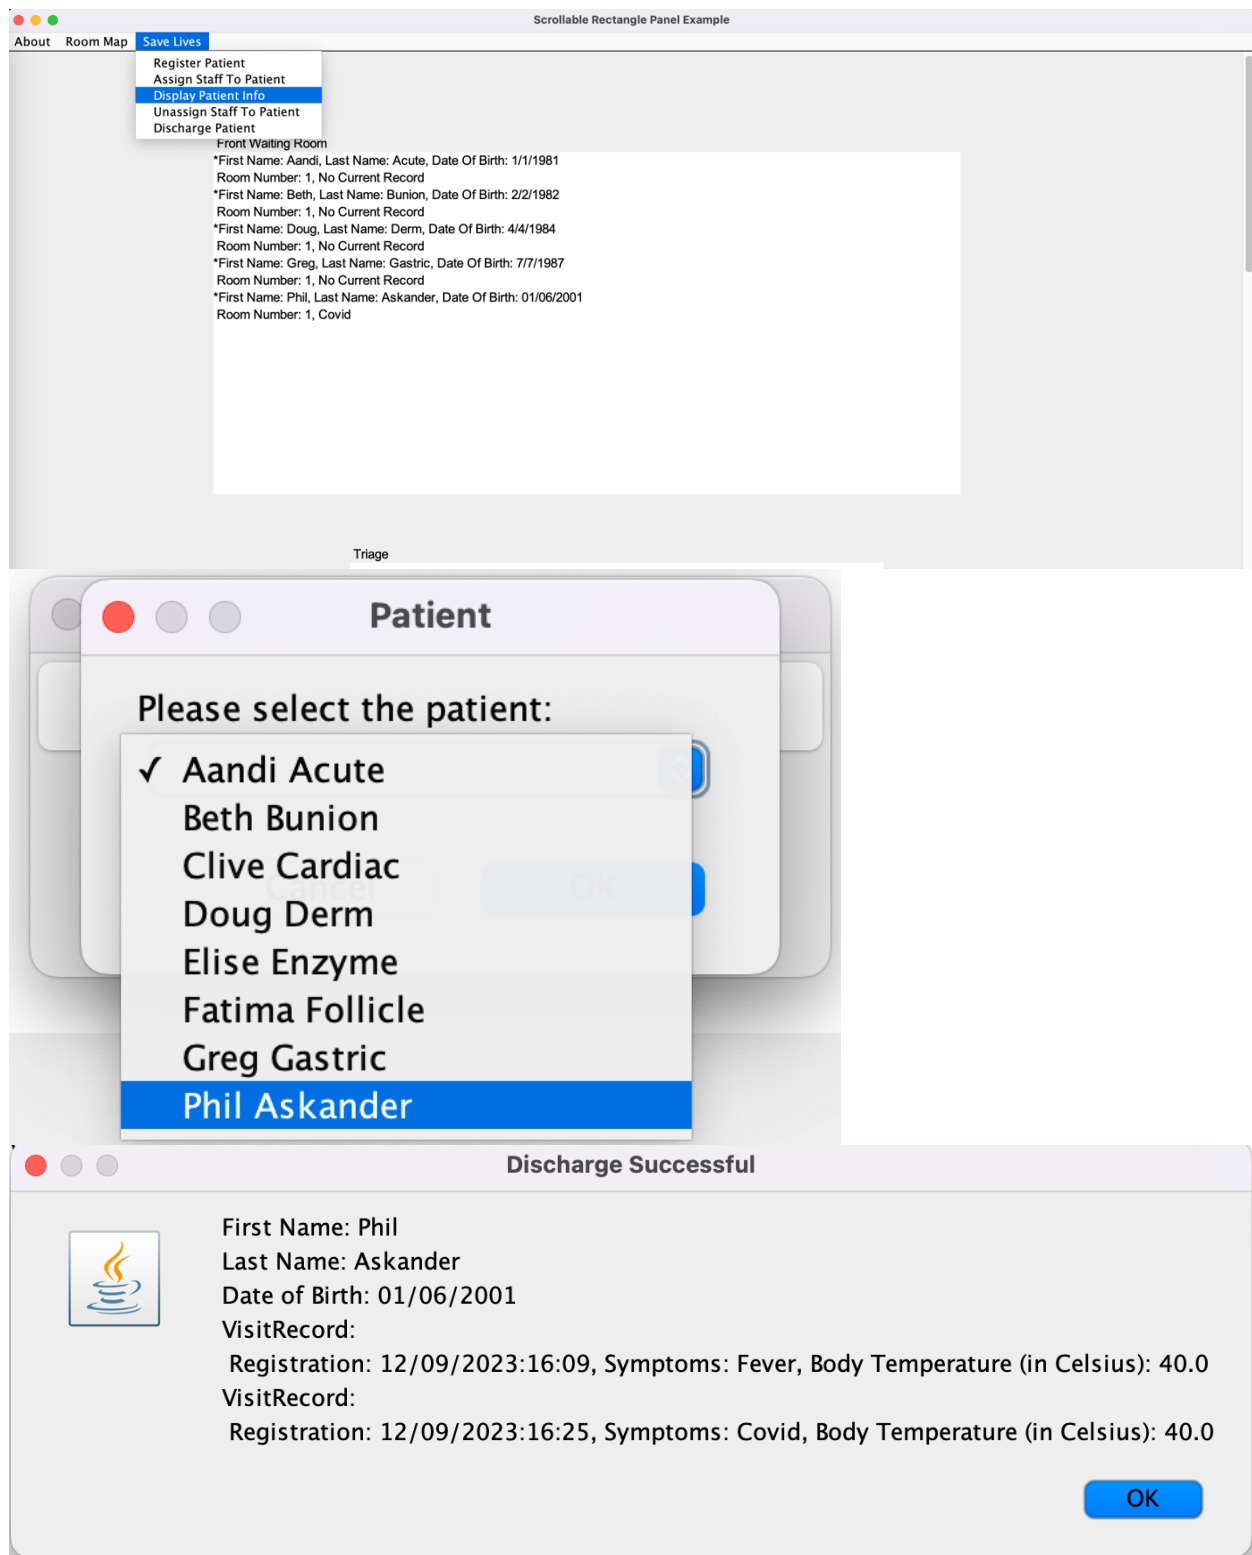 Scrollable Rectangle Panel Example
About Room Map Save Lives
Register Patient
Assign Staff To Patient
Display Patient Info
Unassign Staff To Patient
Discharge Patient
Front Waiting Room
*First Name: Aandi, Last Name: Acute, Date Of Birth: 1/1/1981
Room Number: 1, No Current Record
*First Name: Beth, Last Name: Bunion, Date Of Birth: 2/2/1982
Room Number: 1, No Current Record
*First Name: Doug, Last Name: Derm, Date Of Birth: 4/4/1984
Room Number: 1, No Current Record
*First Name: Greg, Last Name: Gastric, Date Of Birth: 7/7/1987
Room Number: 1, No Current Record
*First Name: Phil, Last Name: Askander, Date Of Birth: 01/06/2001
Room Number: 1, Covid
Triage
Patient
Please select the patient:
✓ Aandi Acute
Beth Bunion
Clive Cardiac
Cancel OK
Doug Derm
Elise Enzyme
Fatima Follicle
Greg Gastric
Phil Askander
Discharge Successful
First Name: Phil
Last Name: Askander
Date of Birth: 01/06/2001
VisitRecord:
Registration: 12/09/2023:16:09, Symptoms: Fever, Body Temperature (in Celsius): 40.0
VisitRecord:
Registration: 12/09/2023:16:25, Symptoms: Covid, Body Temperature (in Celsius): 40.0
OK